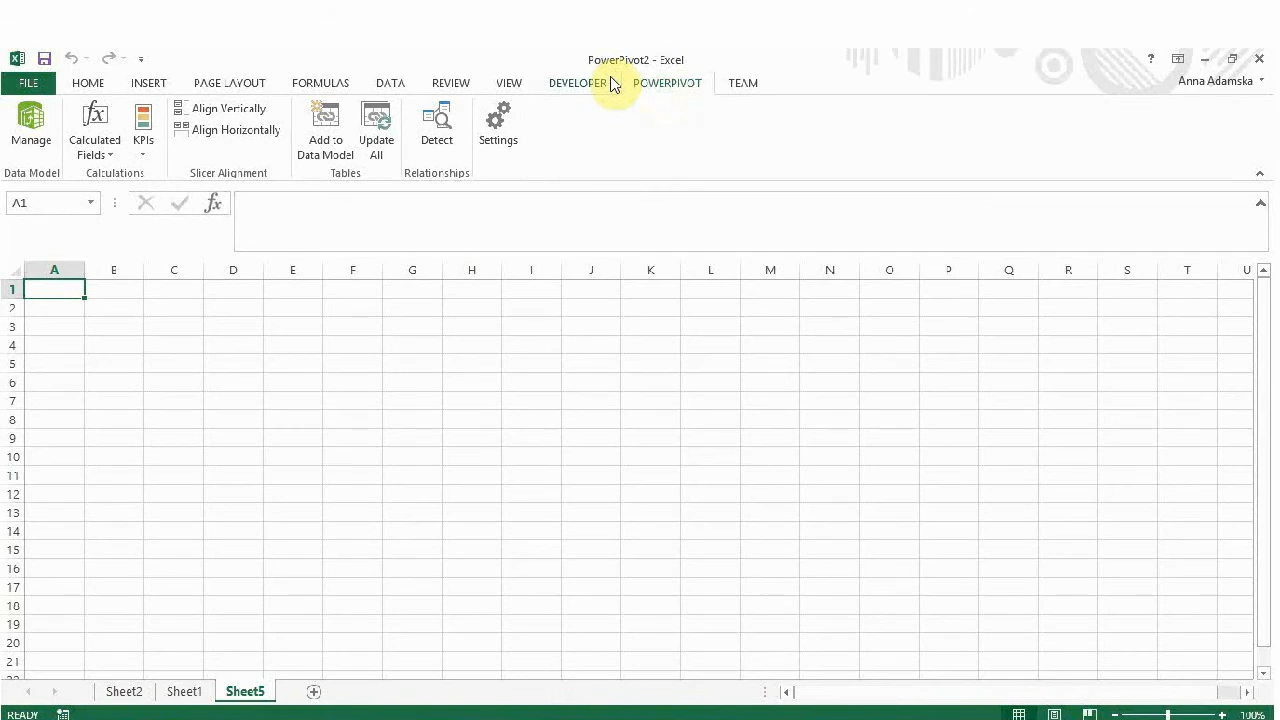 PowerPivot2 - Excel
?
FILE HOME INSERT PAGE LAYOUT FORMULAS DATA REVIEW VIEW DEVELOPER POWERPIVOT TEAM Anna Adamska
Manage Calculated Fields KPIs Align Vertically Align Horizontally Add to Data Model Update All Detect Settings
Data Model Calculations Slicer Alignment Tables Relationships
A1 fx
A B C D E F G H I J K L M N O P Q R S T U
1
2
3
4
5
6
7
8
9
10
11
12
13
14
15
16
17
18
19
20
21
Sheet2 Sheet1 Sheet5
READY 100%